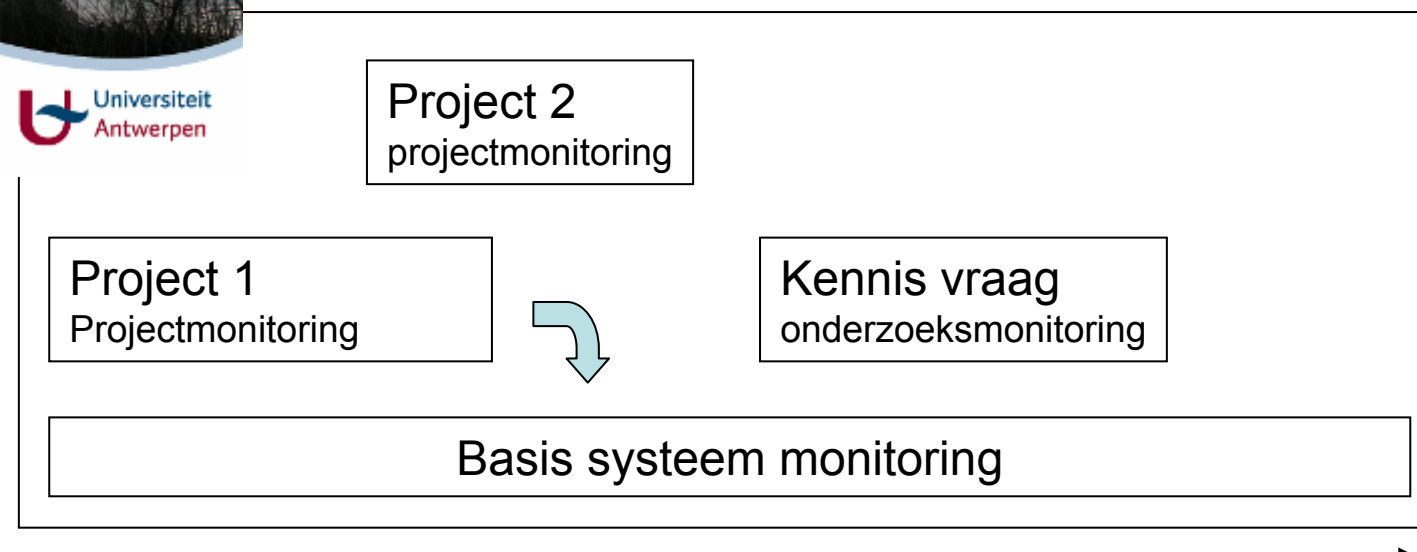 Universiteit
Antwerpen
Project 2
projectmonitoring
Project 1
Projectmonitoring
Kennis vraag
onderzoeksmonitoring
Basis systeem monitoring